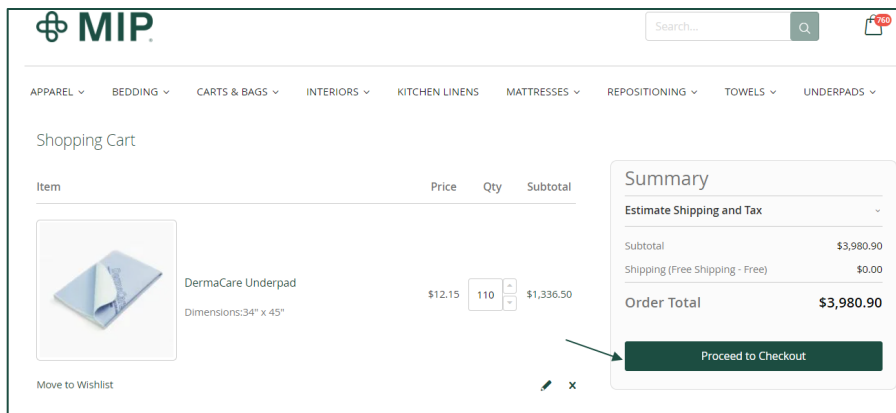 MIP.
Search...
760
APPAREL BEDDING CARTS & BAGS INTERIORS KITCHEN LINENS MATTRESSES REPOSITIONING TOWELS UNDERPADS
Shopping Cart
Item Price Qty Subtotal
DermaCare Underpad
Dimensions:34" x 45"
$12.15 110 $1,336.50
Move to Wishlist
x
Summary
Estimate Shipping and Tax
Subtotal $3,980.90
Shipping (Free Shipping - Free) $0.00
Order Total $3,980.90
Proceed to Checkout